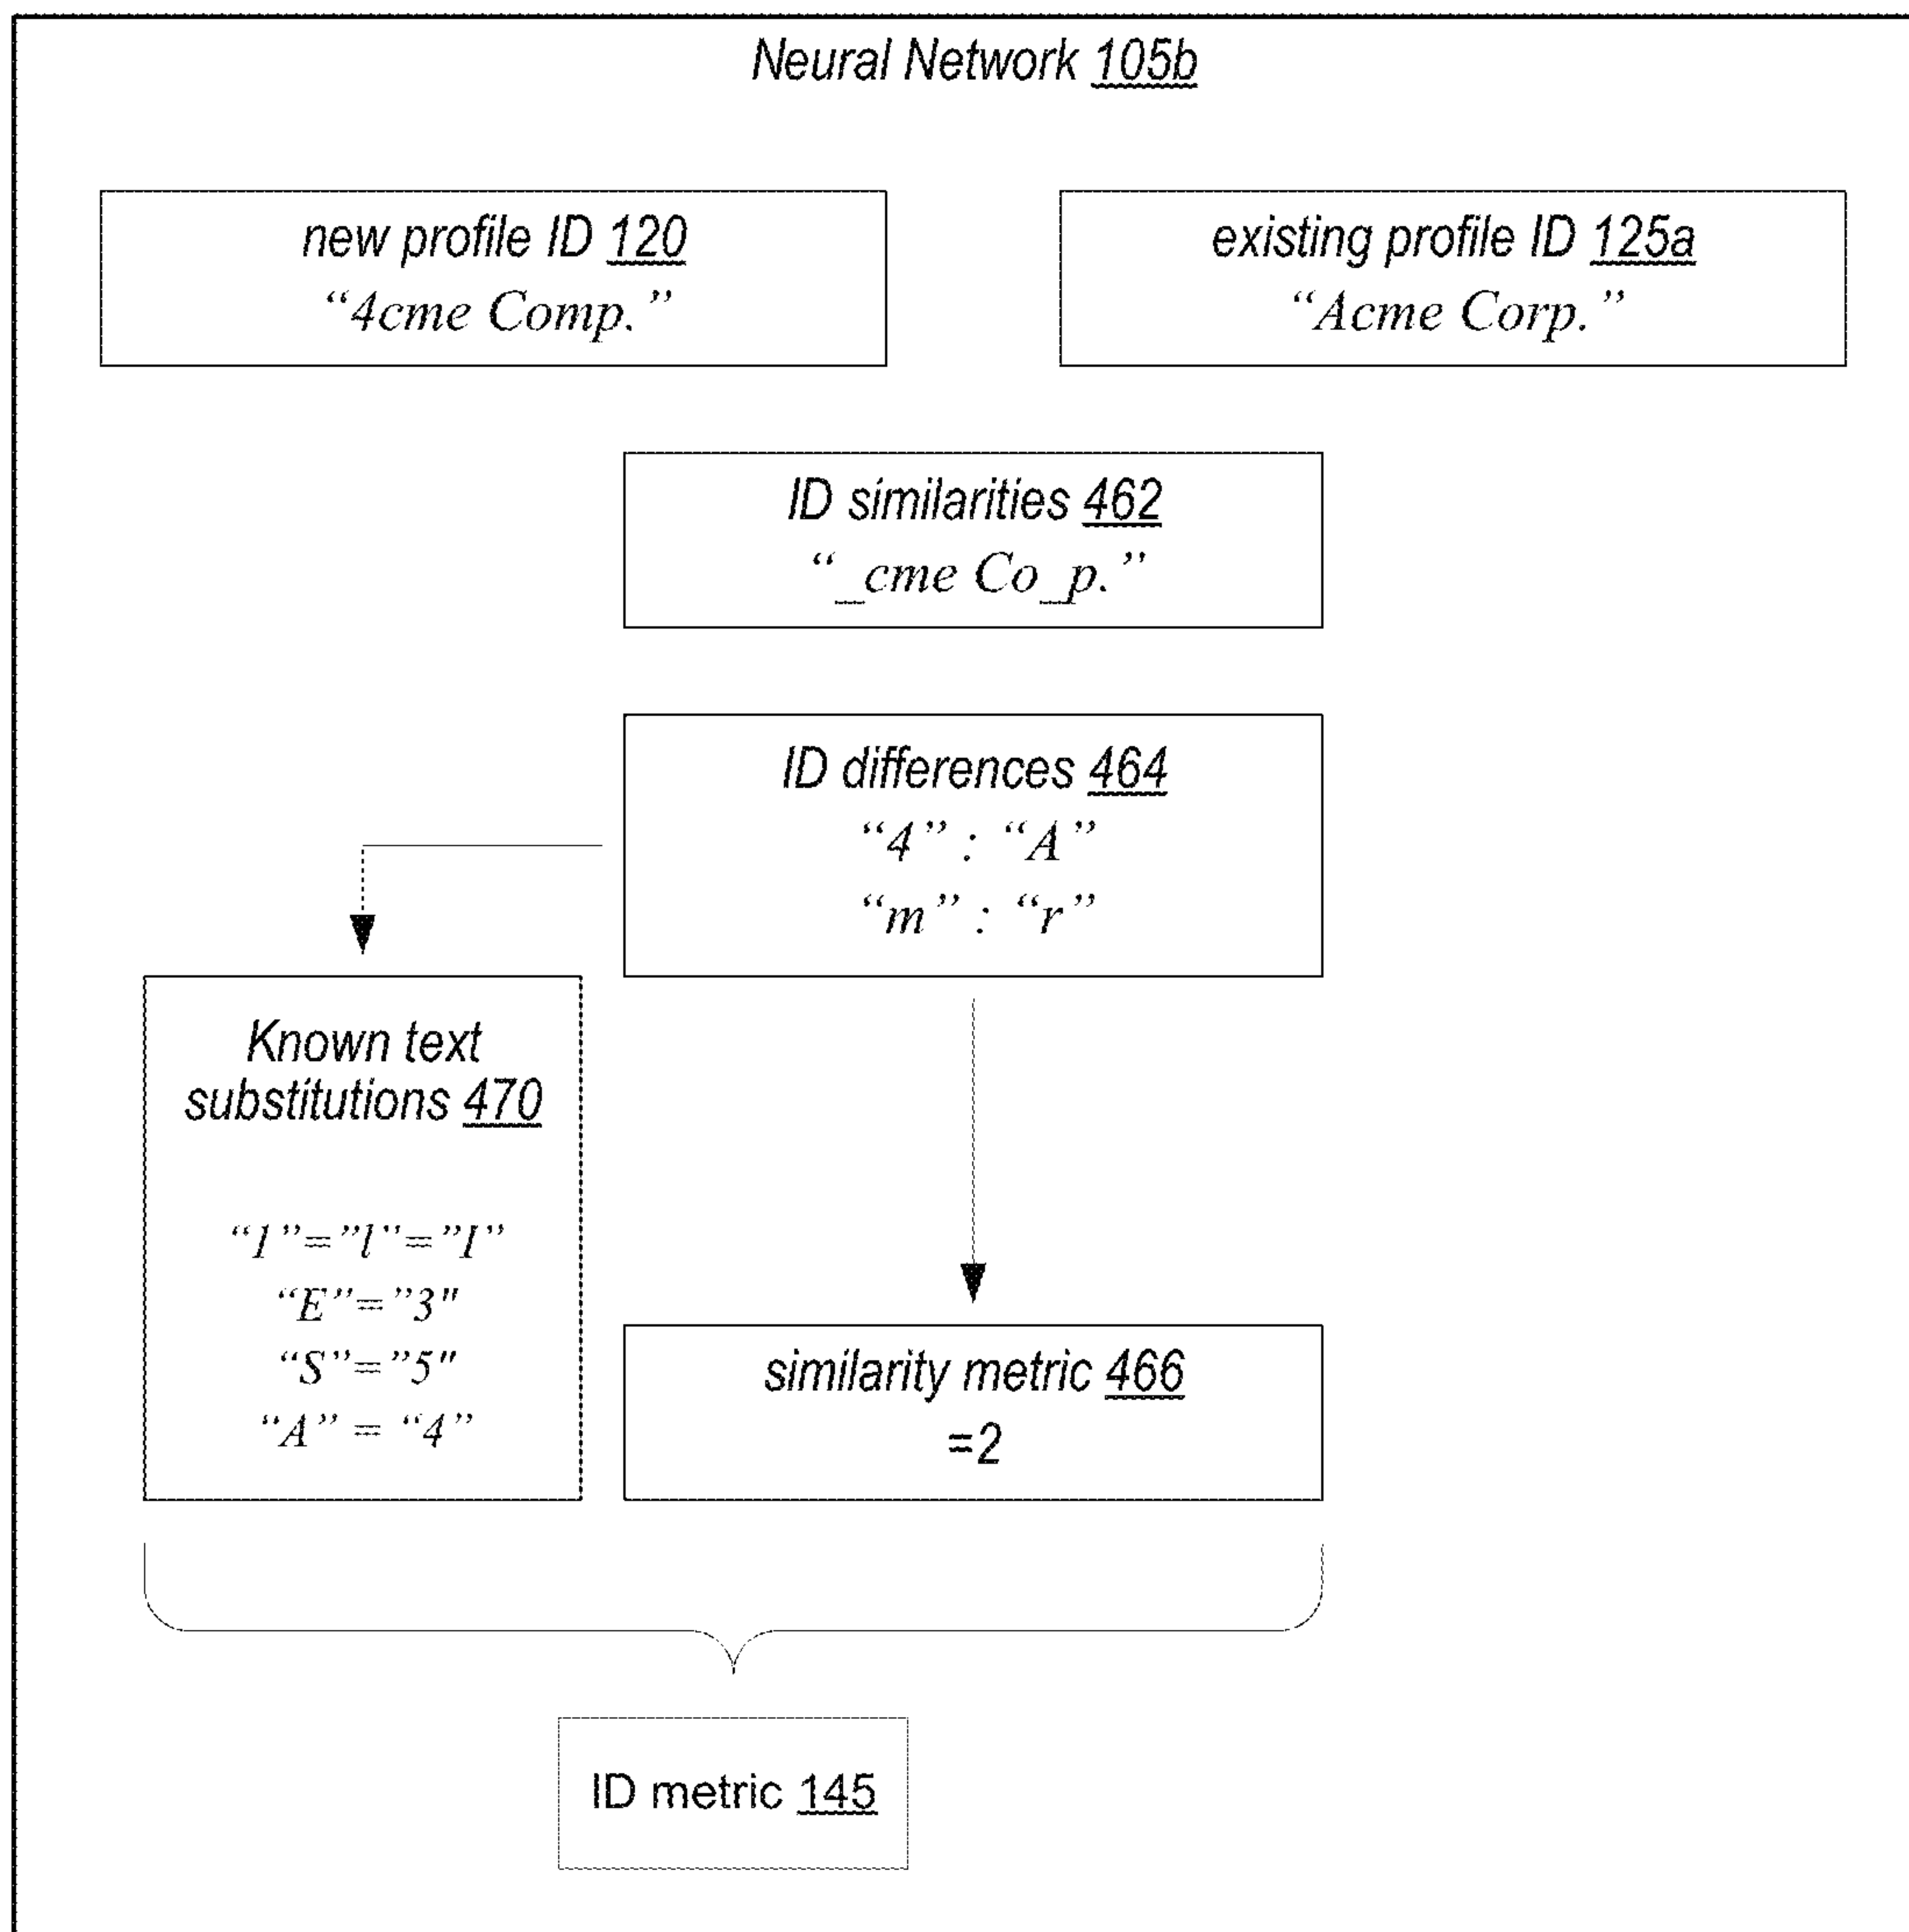 Neural Network 105b
new profile ID 120
“4cme Comp.”
existing profile ID 125a
“Acme Corp.”
ID similarities 462
“_cme Co_p.”
ID differences 464
“4” : “A”
“m” : “r”
Known text
substitutions 470
“1”=”l"=”I”
“E”=”3"
“S”=”5"
“A” = “4”
similarity metric 466
=2
ID metric 145